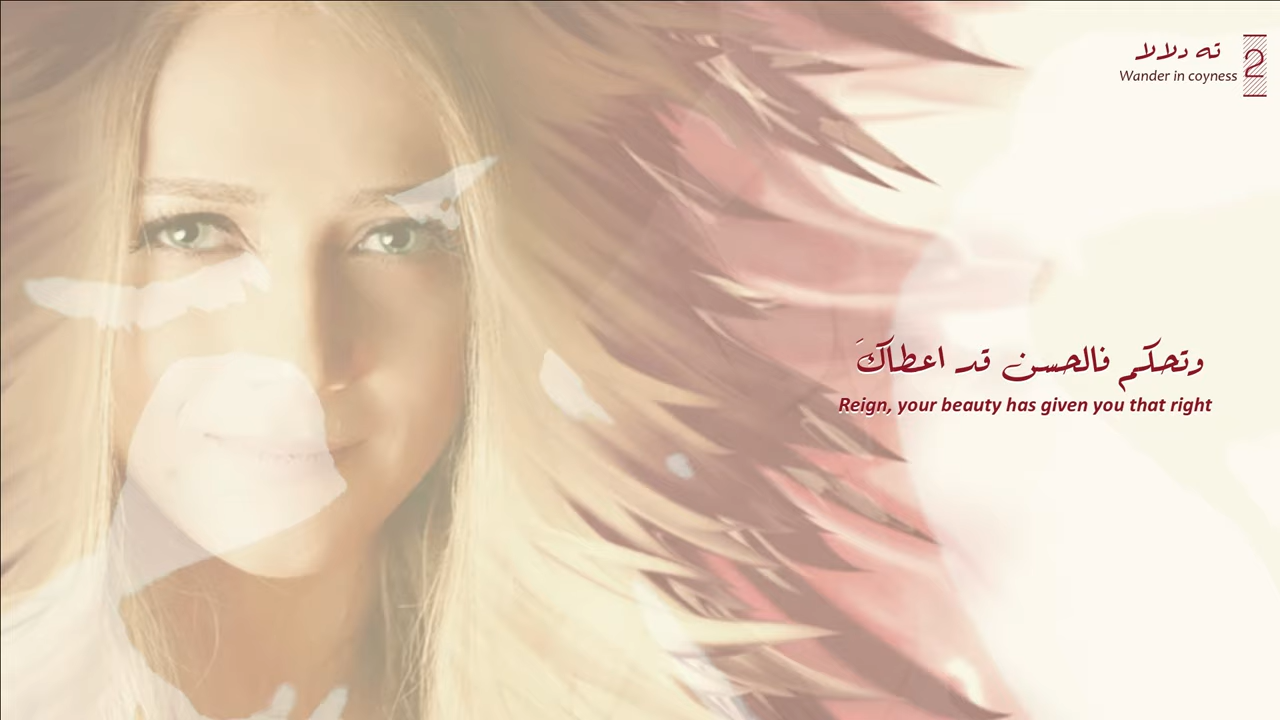 ته دلالا
Wander in coyness
2
وتحكم فالحسن قد اعطاكَ
Reign, your beauty has given you that right